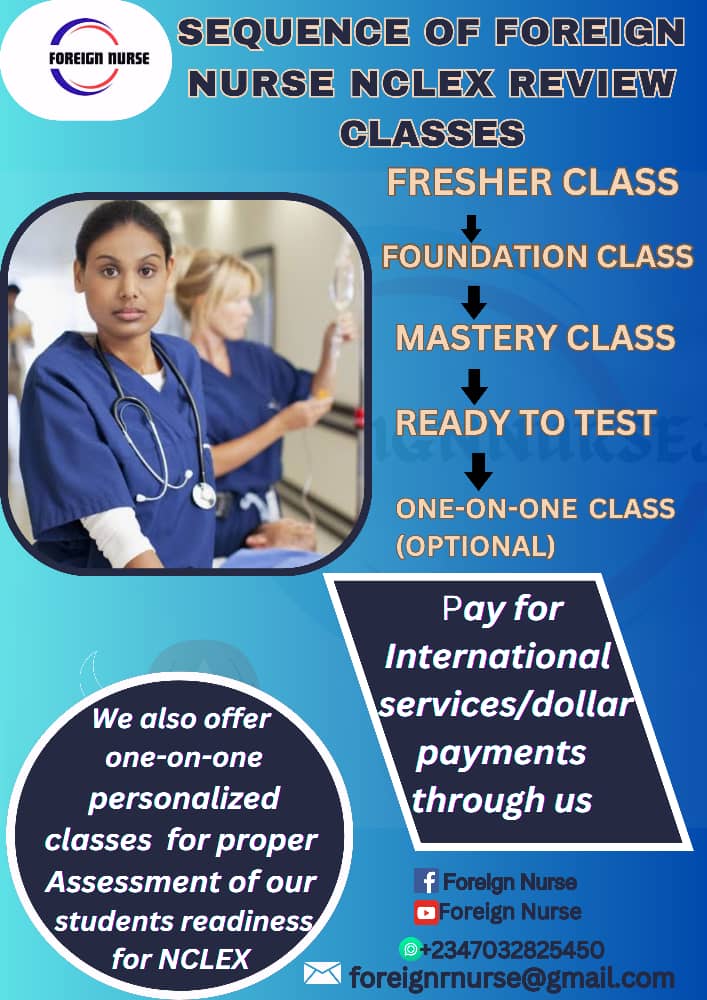 FOREIGN NURSE
SEQUENCE OF FOREIGN
NURSE NCLEX REVIEW
CLASSES
FRESHER CLASS
FOUNDATION CLASS
MASTERY CLASS
READY TO TEST
ONE-ON-ONE CLASS
(OPTIONAL)
Pay for
International
services/dollar
payments
through us
We also offer
one-on-one
personalized
classes for proper
Assessment of our
students readiness
for NCLEX
Foreign Nurse
Foreign Nurse
+2347032825450
foreignrnurse@gmail.com